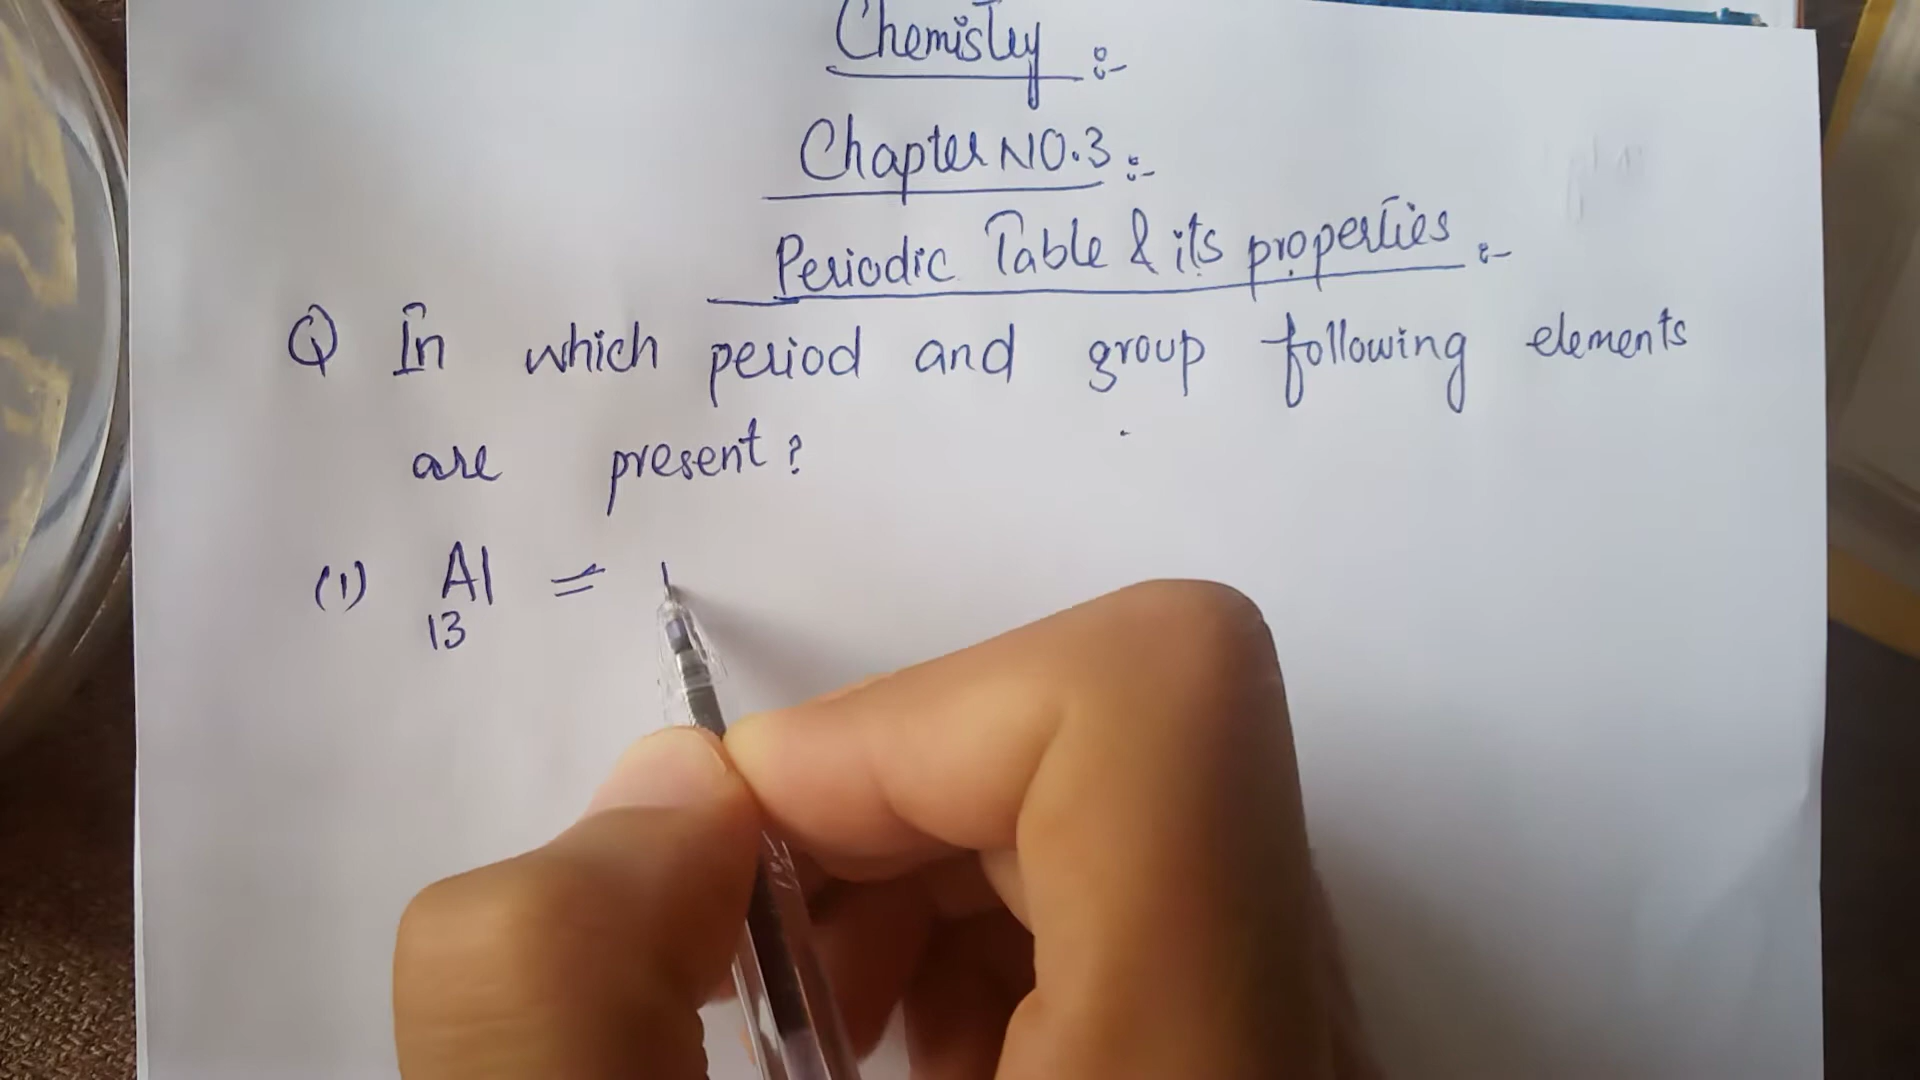 Chemistry :-
Chapter NO.3 :-
Periodic Table & its properties :-
Q In which period and group following elements
are present?
(1) Al = 1
13